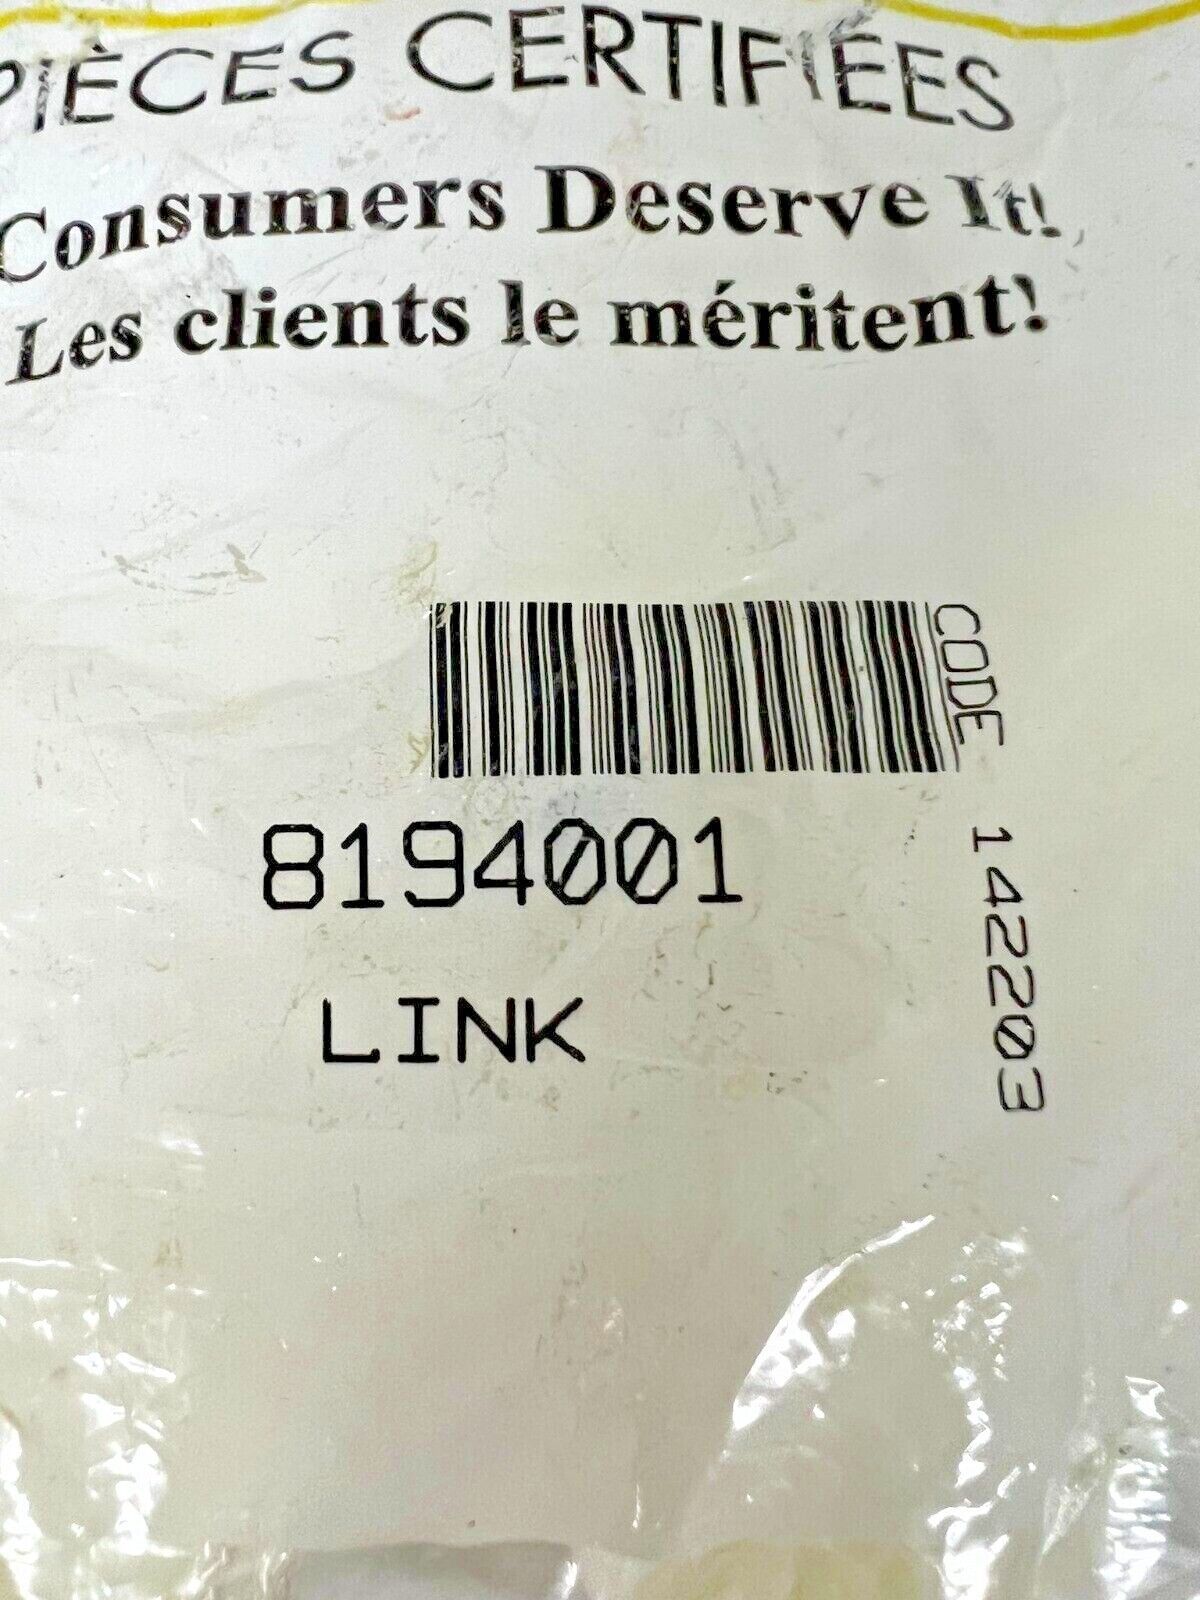 PIÈCES CERTIFIÉES
Consumers Deserve It!
Les clients le méritent!
CODE 142203
8194001
LINK